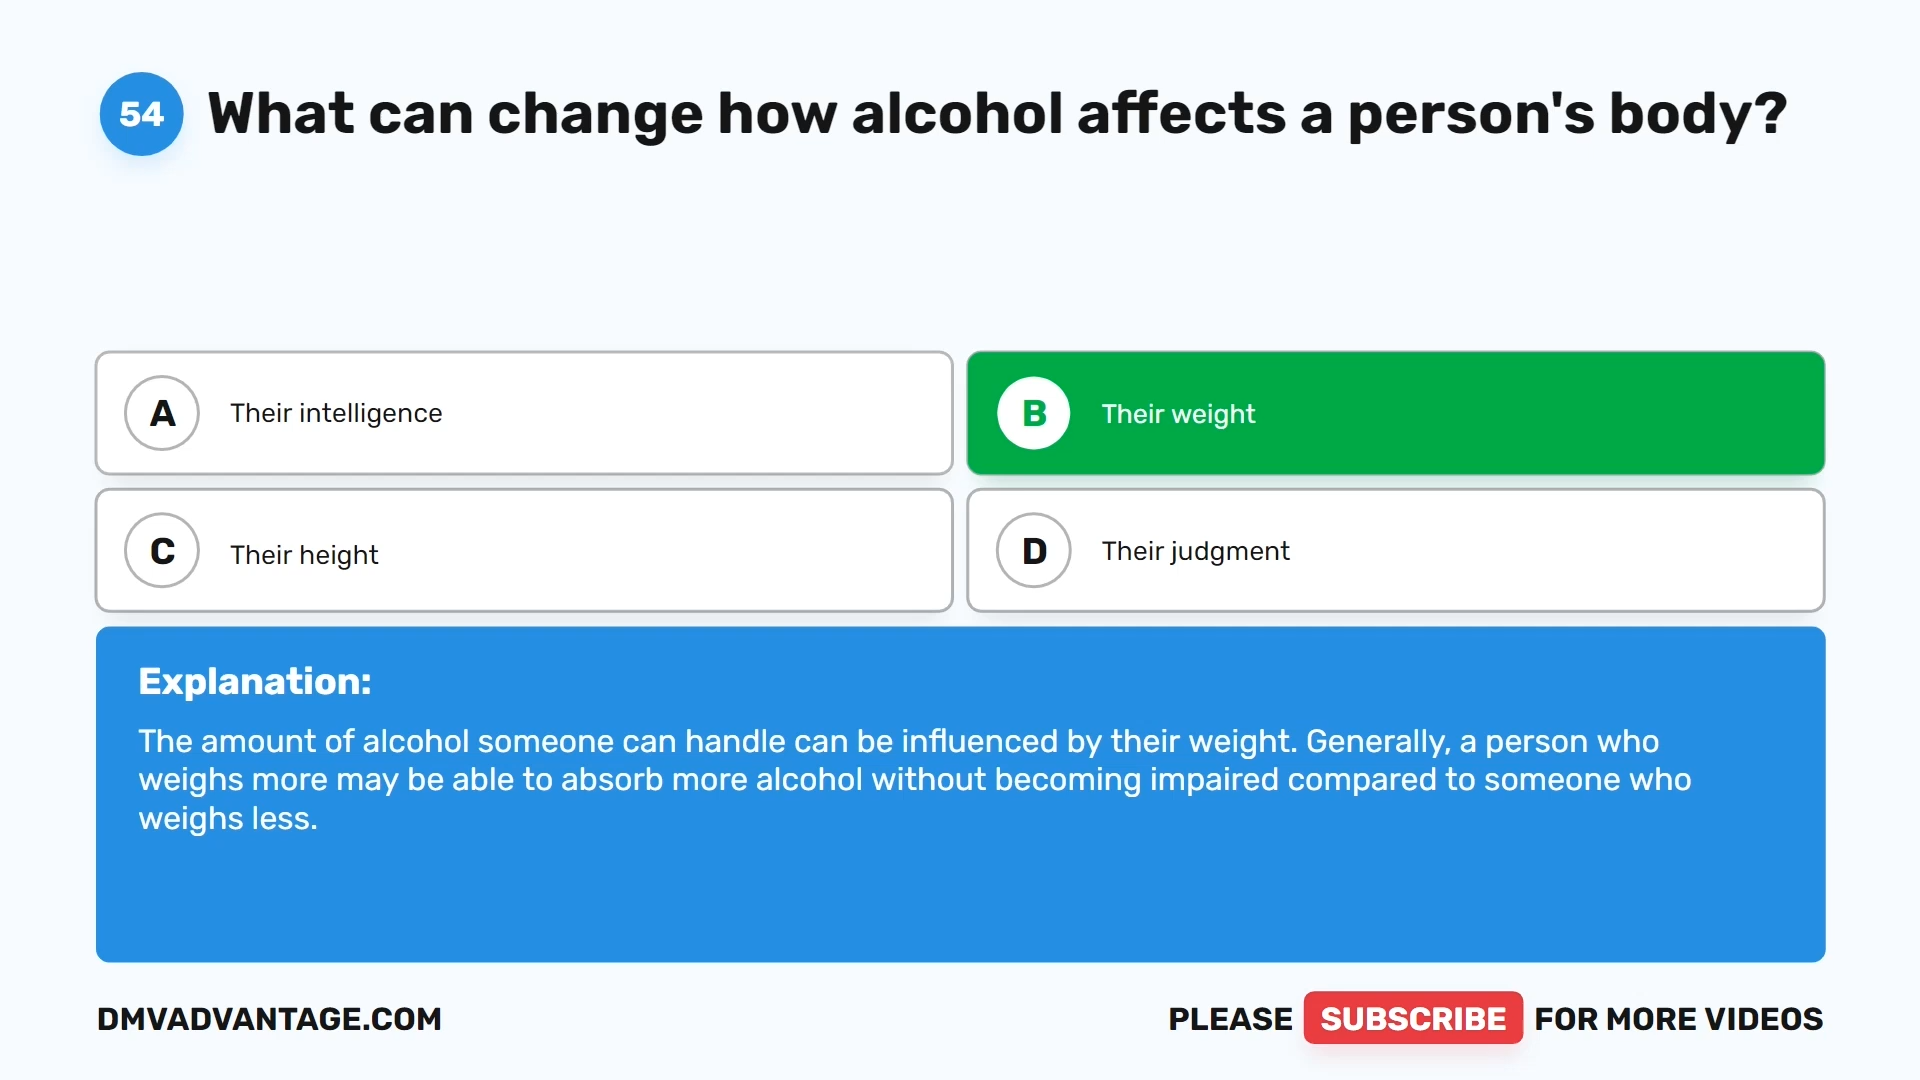 54 What can change how alcohol affects a person's body?
A Their intelligence
B Their weight
C Their height
D Their judgment
Explanation:
The amount of alcohol someone can handle can be influenced by their weight. Generally, a person who
weighs more may be able to absorb more alcohol without becoming impaired compared to someone who
weighs less.
DMVADVANTAGE.COM
PLEASE SUBSCRIBE FOR MORE VIDEOS